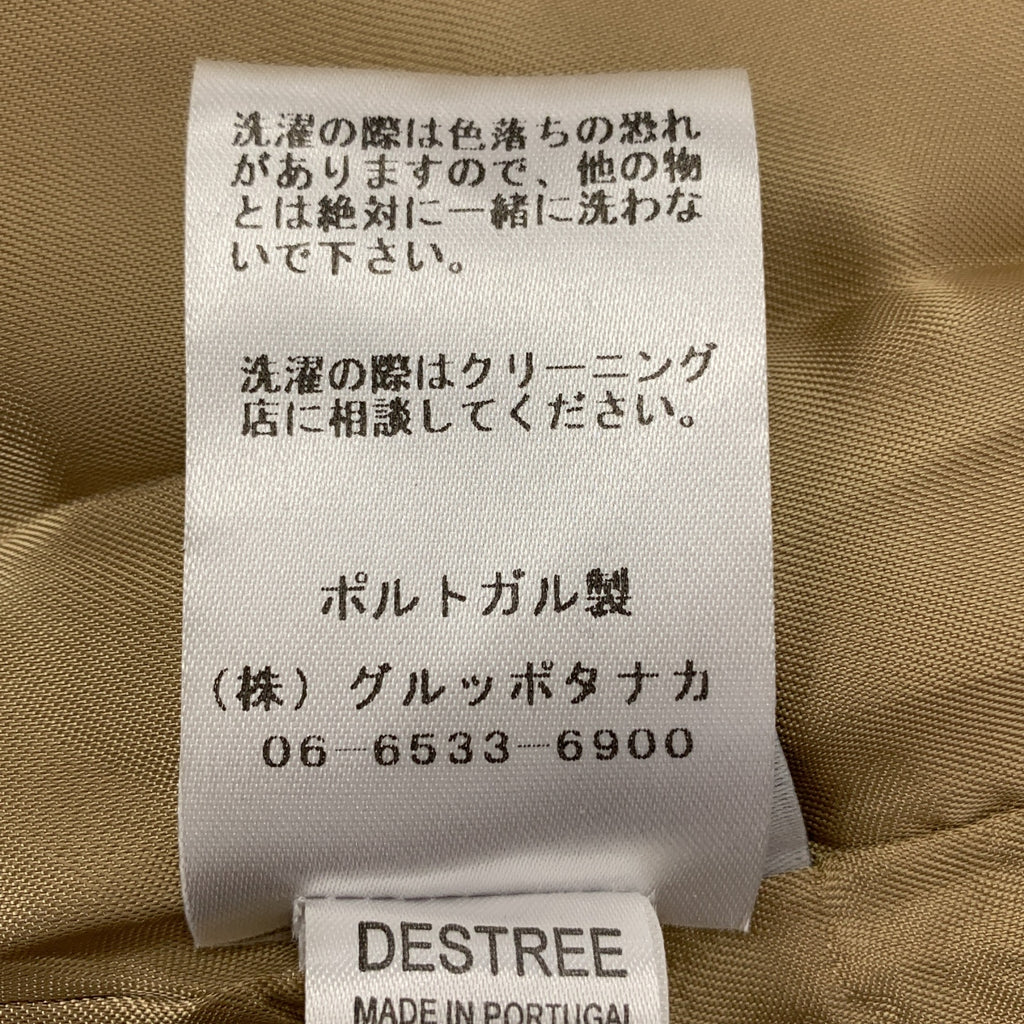 洗濯の際は色落ちの恐れ
がありますので、他の物
とは絶対に一緒に洗わな
いで下さい。
洗濯の際はクリーニング
店に相談してください。
ポルトガル製
(株)グルッポタナカ
06-6533-6900
DESTREE
MADE IN PORTUGAL